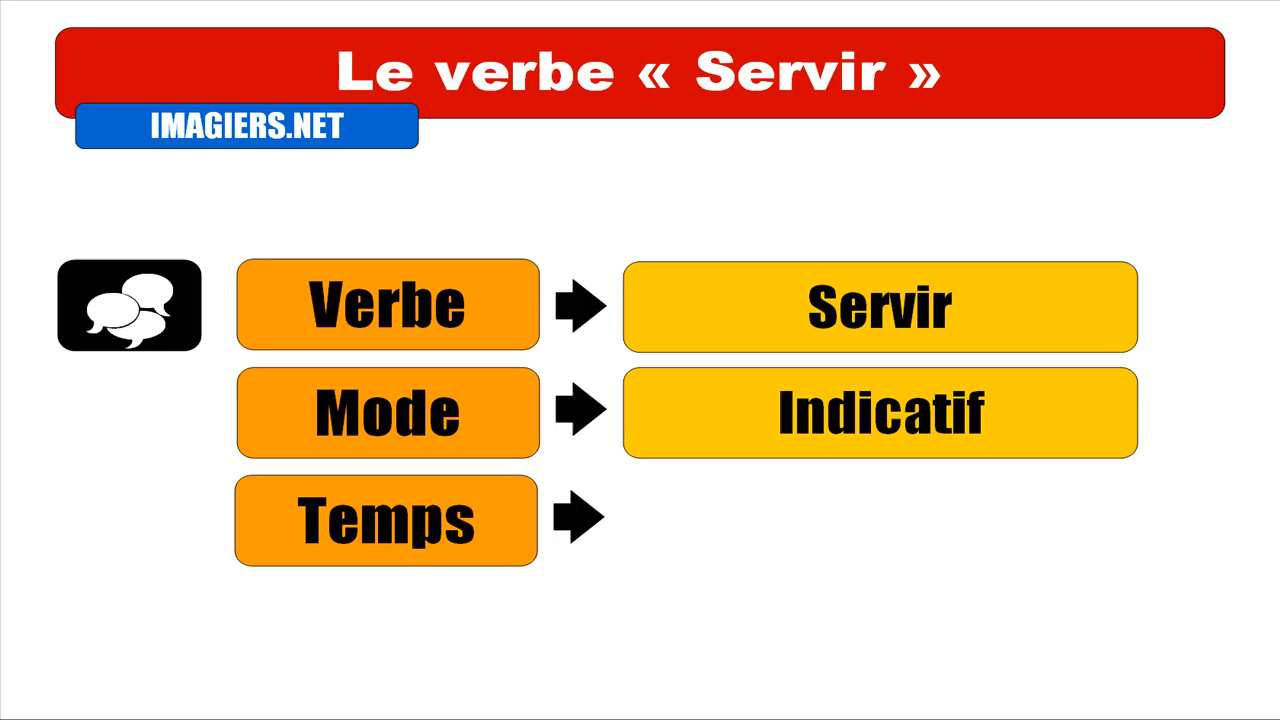 Le verbe « Servir »
IMAGIERS.NET
Verbe
Servir
Mode
Indicatif
Temps